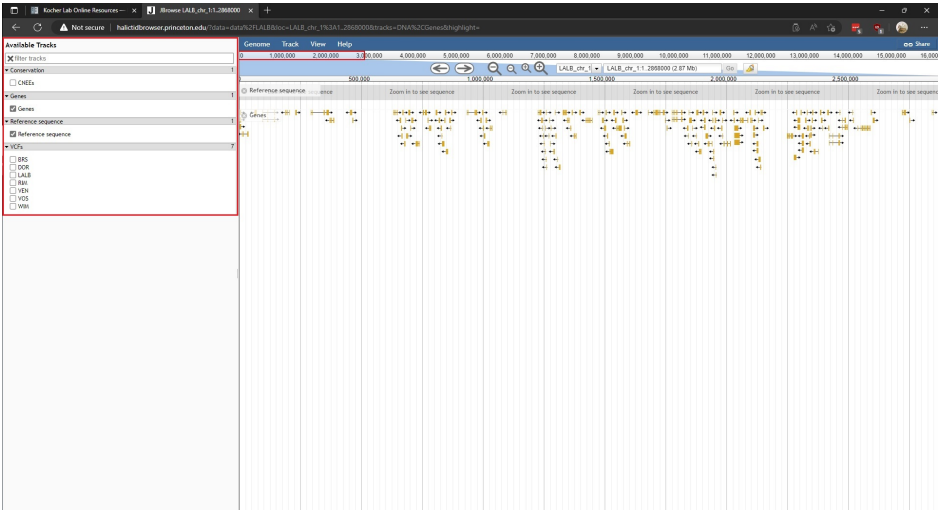 Kocher Lab Online Resources — JBrowse LALB_chr_1:1..2868000
Not secure halictidbrowser.princeton.edu/?data=data%2FLALB&loc=LALB_chr_1%3A1..2868000&tracks=DNA%2CGenes&highlight=
Available Tracks
filter tracks
Conservation 1
CNEEs
Genes 1
Genes
Reference sequence 1
Reference sequence
VCFs 7
BRS
DOR
LALB
RIM
VEN
VOS
WIM
Genome Track View Help Share
0 1,000,000 2,000,000 3,000,000 4,000,000 5,000,000 6,000,000 7,000,000 8,000,000 9,000,000 10,000,000 11,000,000 12,000,000 13,000,000 14,000,000 15,000,000 16,000
LALB_chr_1 LALB_chr_1:1..2868000 (2.87 Mb) Go
500,000 1,000,000 1,500,000 2,000,000 2,500,000
Reference sequence Zoom in to see sequence Zoom in to see sequence Zoom in to see sequence Zoom in to see sequence Zoom in to see sequence
Genes